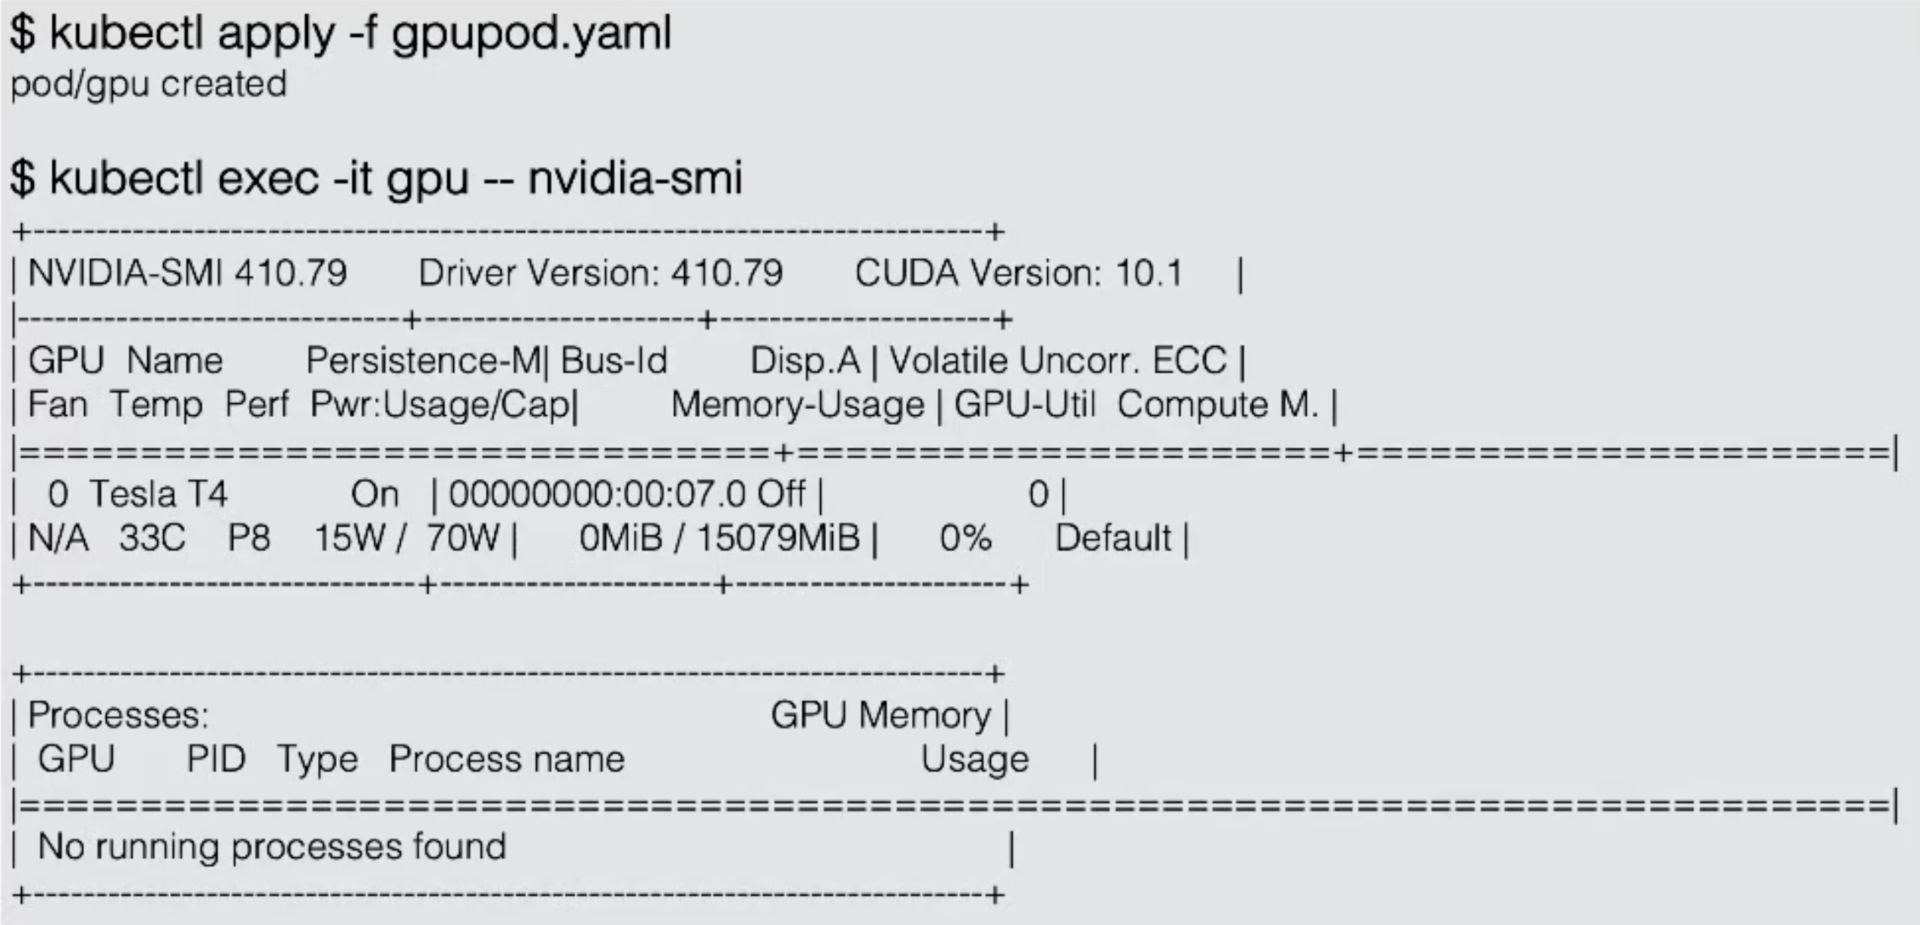 $ kubectl apply -f gpupod.yaml
pod/gpu created
$ kubectl exec -it gpu -- nvidia-smi
+-----------------------------------------------------------------------------+
| NVIDIA-SMI 410.79       Driver Version: 410.79       CUDA Version: 10.1     |
|-------------------------------+----------------------+----------------------+
| GPU  Name        Persistence-M| Bus-Id        Disp.A | Volatile Uncorr. ECC |
| Fan  Temp  Perf  Pwr:Usage/Cap|         Memory-Usage | GPU-Util  Compute M. |
|===============================+======================+======================|
|   0  Tesla T4            On   | 00000000:00:07.0 Off |                    0 |
| N/A   33C    P8    15W /  70W |      0MiB / 15079MiB |      0%      Default |
+-------------------------------+----------------------+----------------------+
+-----------------------------------------------------------------------------+
| Processes:                                                       GPU Memory |
|  GPU       PID   Type   Process name                             Usage      |
|=============================================================================|
|  No running processes found                                                 |
+-----------------------------------------------------------------------------+